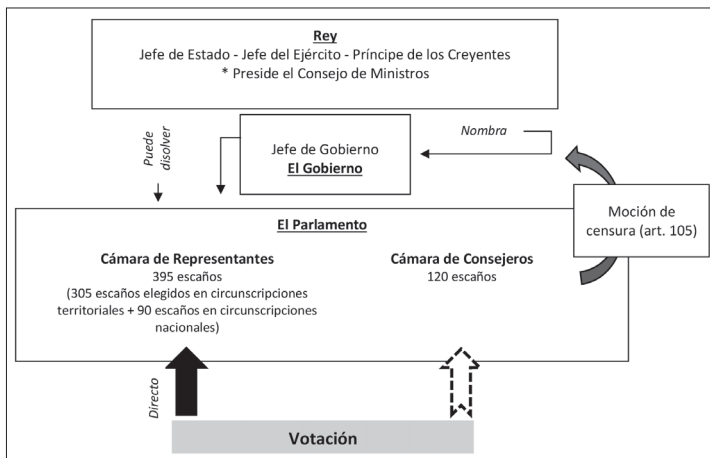 Rey
Jefe de Estado - Jefe del Ejército - Príncipe de los Creyentes
* Preside el Consejo de Ministros
Puede
disolver
Jefe de Gobierno
El Gobierno
Nombra
Moción de
censura (art. 105)
El Parlamento
Cámara de Representantes
395 escaños
(305 escaños elegidos en circunscripciones
territoriales + 90 escaños en circunscripciones
nacionales)
Cámara de Consejeros
120 escaños
Directo
Votación